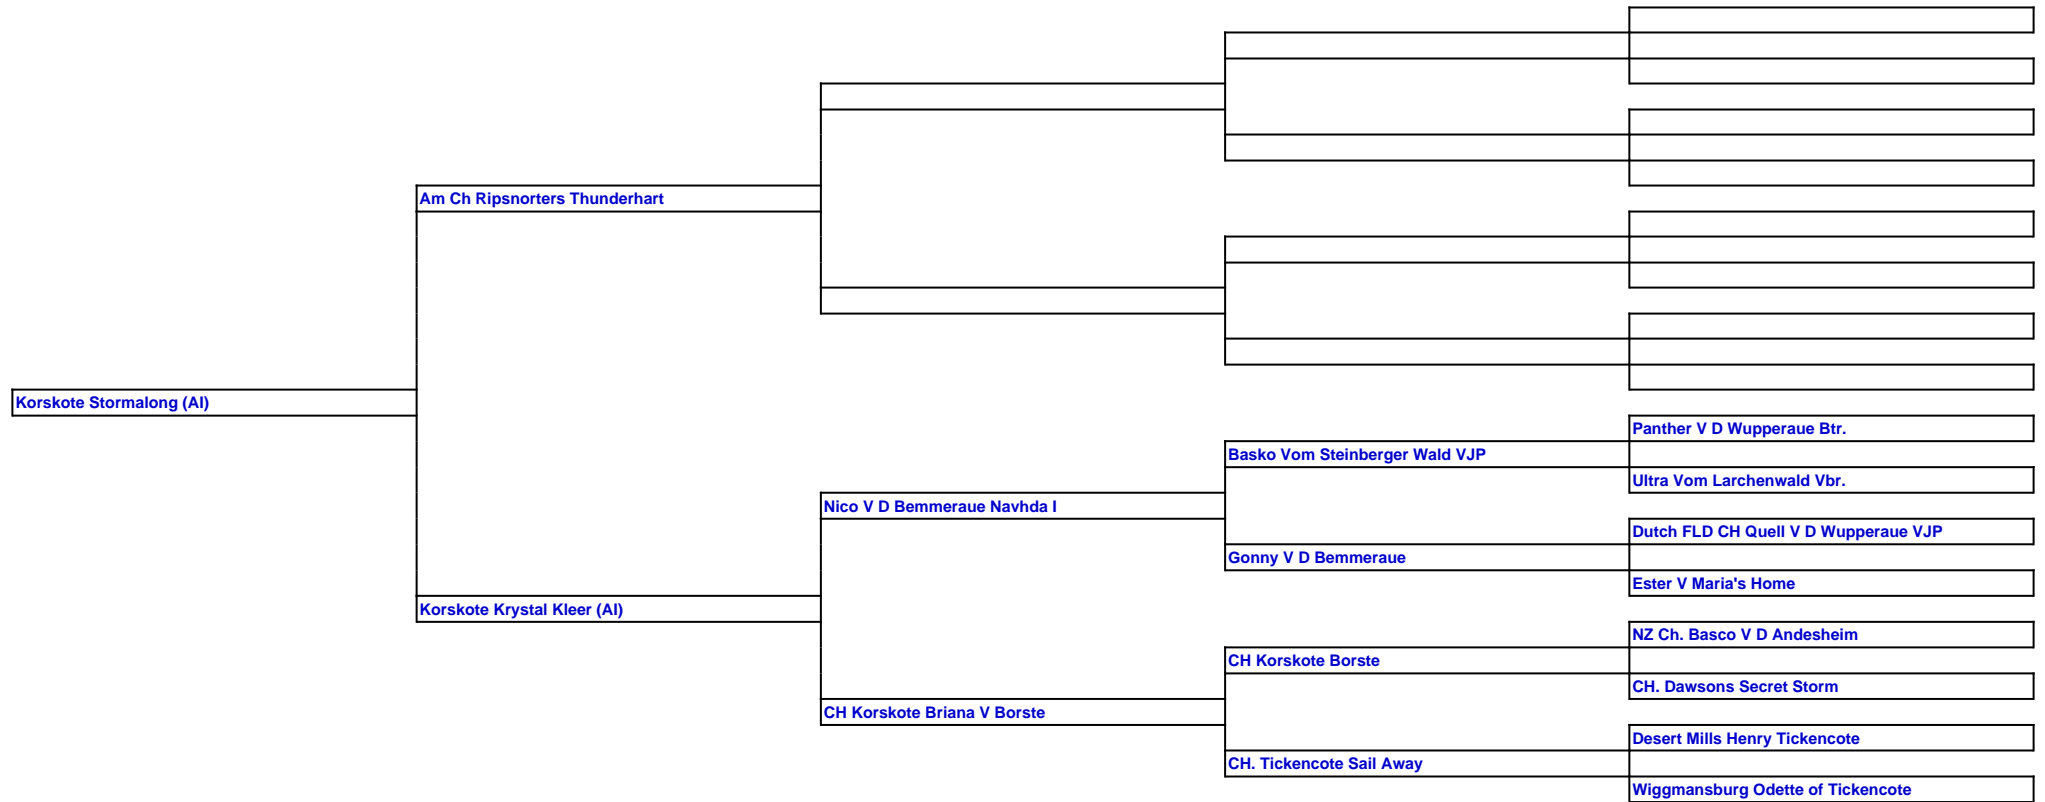 Am Ch Ripsnorters Thunderhart
Korskote Stormalong (AI)
Panther V D Wupperaue Btr.
Basko Vom Steinberger Wald VJP
Ultra Vom Larchenwald Vbr.
Nico V D Bemmeraue Navhda I
Dutch FLD CH Quell V D Wupperaue VJP
Gonny V D Bemmeraue
Ester V Maria's Home
Korskote Krystal Kleer (AI)
NZ Ch. Basco V D Andesheim
CH Korskote Borste
CH. Dawsons Secret Storm
CH Korskote Briana V Borste
Desert Mills Henry Tickencote
CH. Tickencote Sail Away
Wiggmansburg Odette of Tickencote